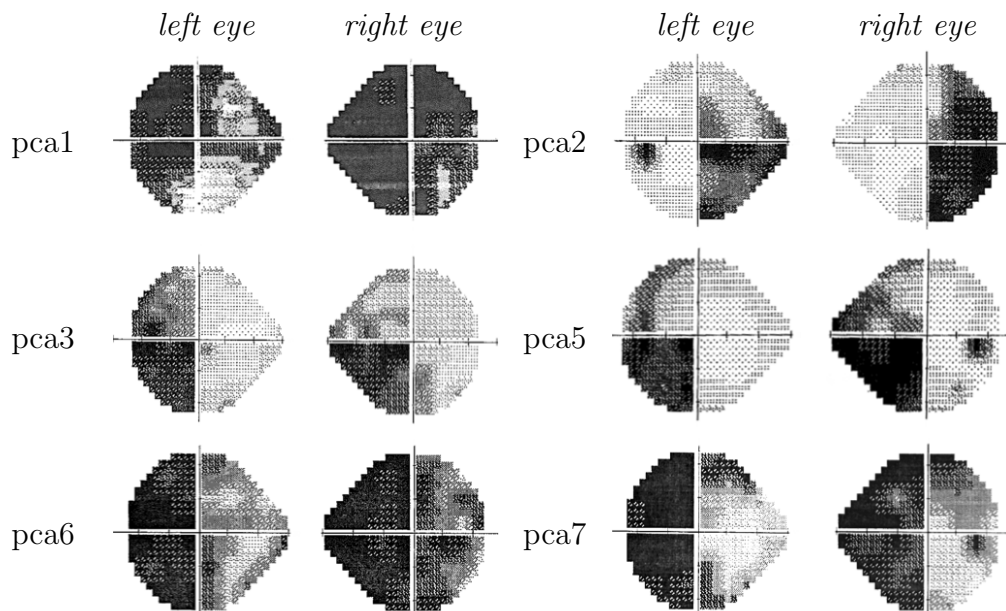 left eye right eye left eye right eye
pca1 pca2
pca3 pca5
pca6 pca7